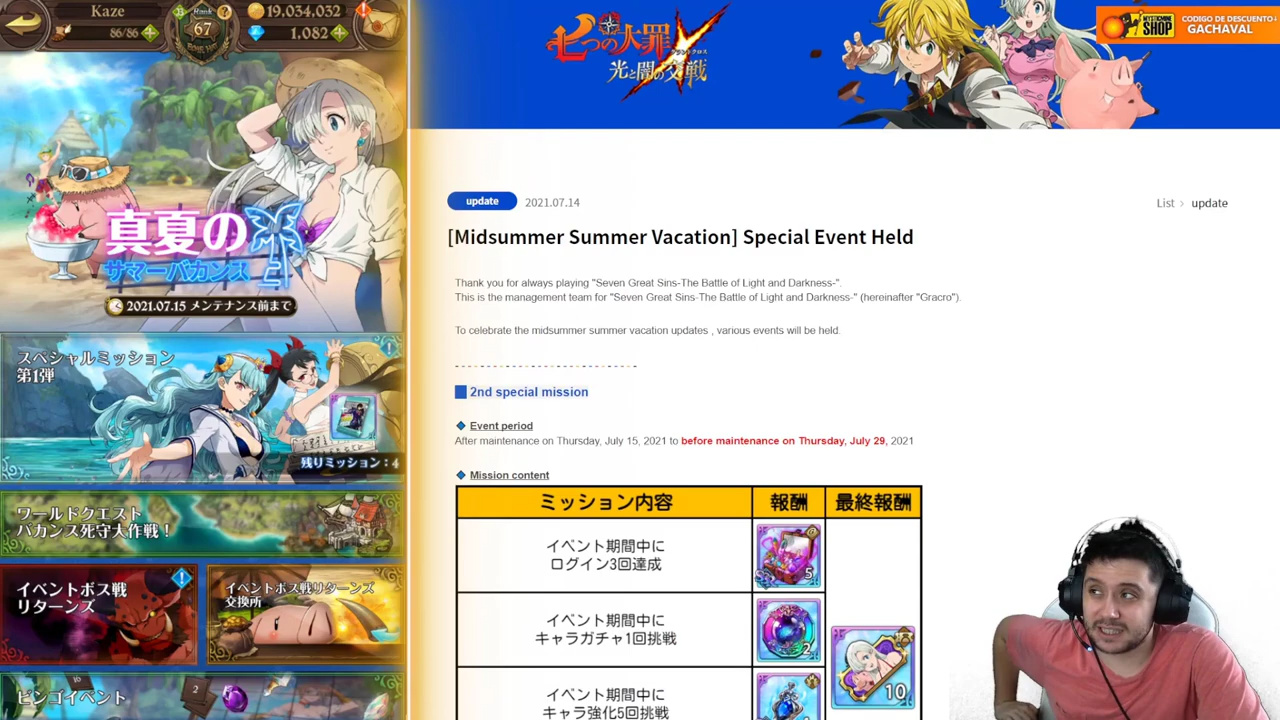 Kaze
86/86
13
Rank
67
19,034,032
1,082
真夏の
サマーバカンス
2021.07.15 メンテナンス前まで
スペシャルミッション
第1弾
残りミッション：4
ワールドクエスト
バカンス死守大作戦！
イベントボス戦
リターンズ
イベントボス戦リターンズ
交換所
ビンゴイベント
16
2
七つの大罪
グランドクロス
光と闇の交戦
MYSTICMINE
SHOP
CODIGO DE DESCUENTO
GACHAVAL
update
2021.07.14
List > update
[Midsummer Summer Vacation] Special Event Held
Thank you for always playing "Seven Great Sins-The Battle of Light and Darkness-".
This is the management team for "Seven Great Sins-The Battle of Light and Darkness-" (hereinafter "Gracro").
To celebrate the midsummer summer vacation updates , various events will be held.
2nd special mission
Event period
After maintenance on Thursday, July 15, 2021 to before maintenance on Thursday, July 29, 2021
Mission content
ミッション内容 報酬 最終報酬
イベント期間中に
ログイン3回達成
5
イベント期間中に
キャラガチャ1回挑戦
2
10
イベント期間中に
キャラ強化5回挑戦